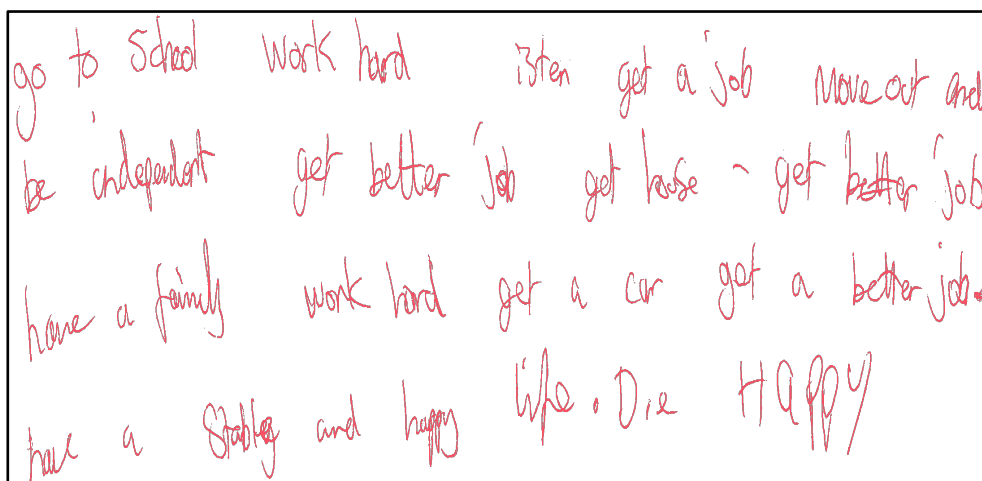 go to School work hard listen get a job move out and
be independent get better job get house - get better job
have a family work hard get a car get a better job.
have a stable and happy life. Die HAPPY